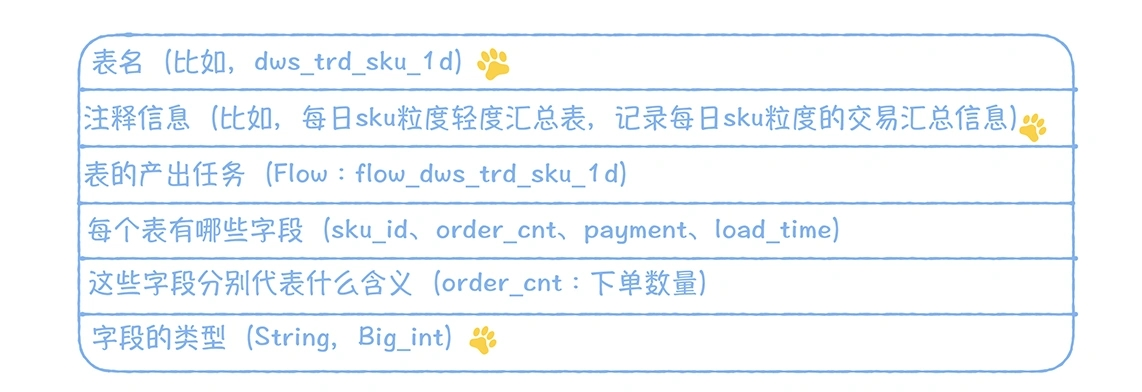 表名（比如，dws_trd_sku_1d）
注释信息（比如，每日sku粒度轻度汇总表，记录每日sku粒度的交易汇总信息）
表的产出任务（Flow：flow_dws_trd_sku_1d）
每个表有哪些字段（sku_id、order_cnt、payment、load_time）
这些字段分别代表什么含义（order_cnt：下单数量）
字段的类型（String，Big_int）